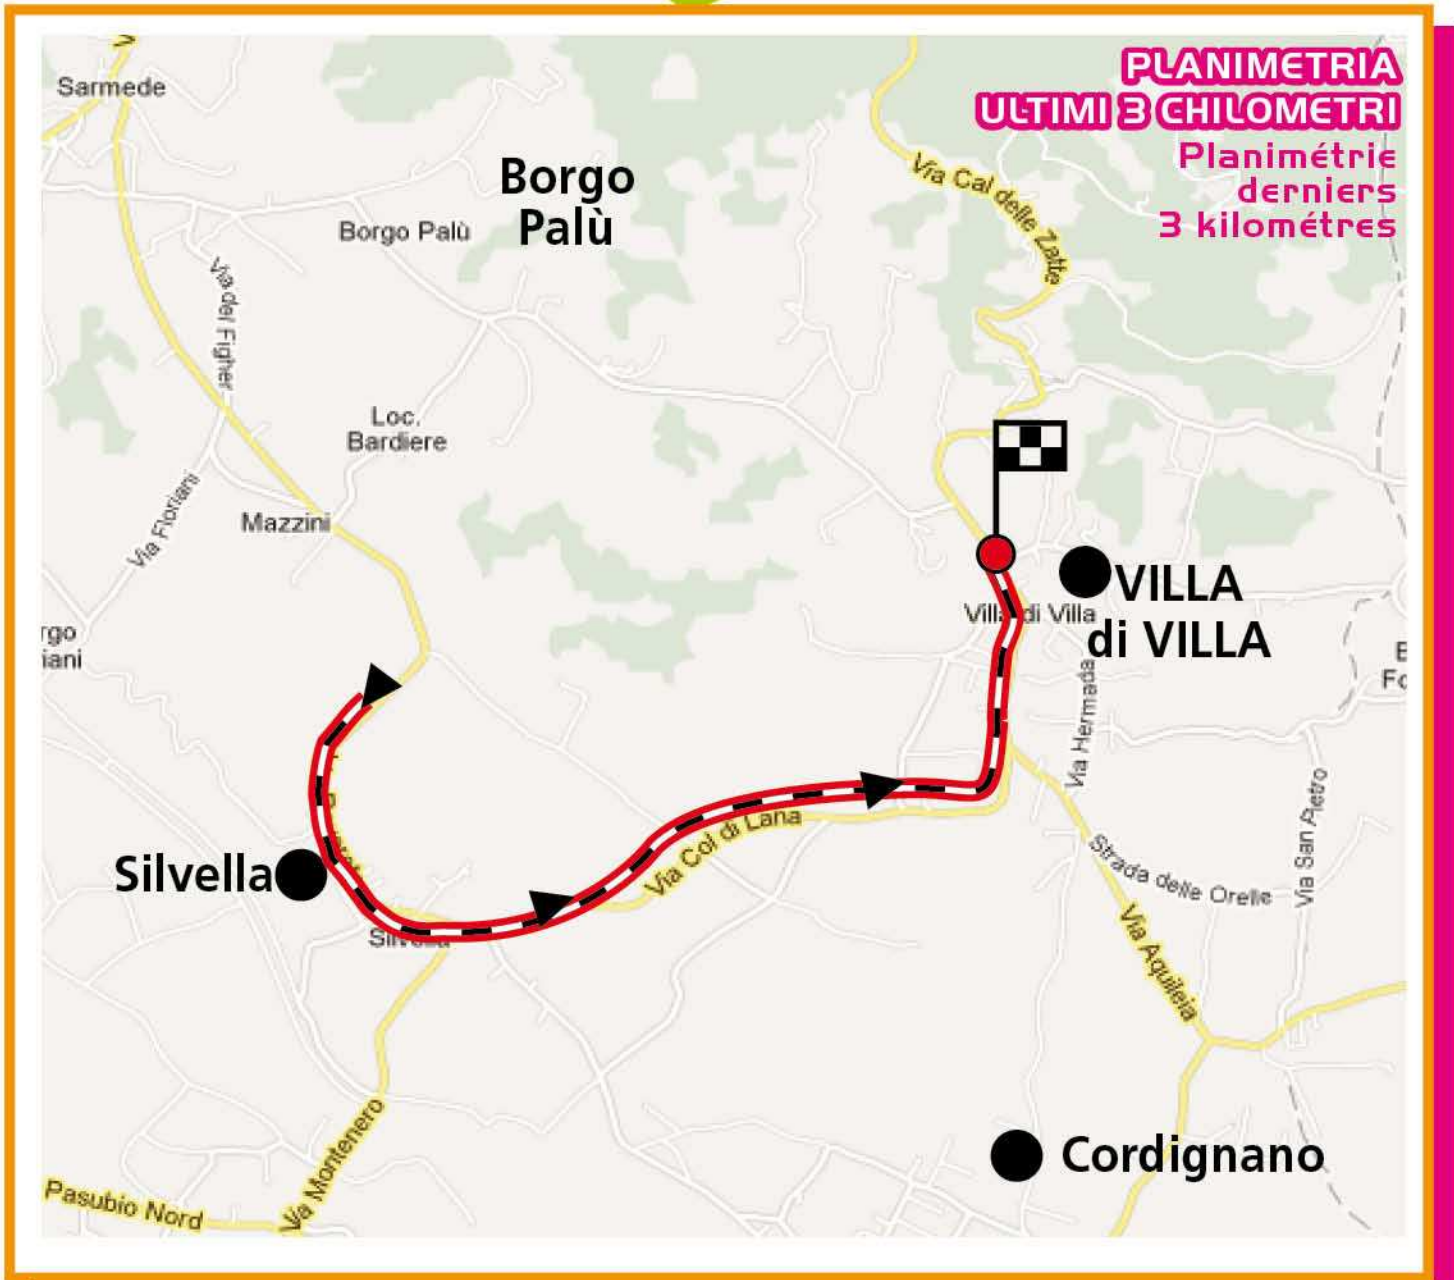 PLANIMETRIA
ULTIMI 3 CHILOMETRI
Planimétrie
derniers
3 kilométres
Sarmede
Borgo
Palù
Borgo Palù
Via Cal delle Zatte
Via del Figher
Loc.
Bardiere
Via Floriani
Mazzini
VILLA
di VILLA
Villa di Villa
Via Hermada
Via Col di Lana
Silvella
Silvella
Strada delle Orelle
Via San Pietro
Via Aquileia
Cordignano
Va Montenero
Pasubio Nord